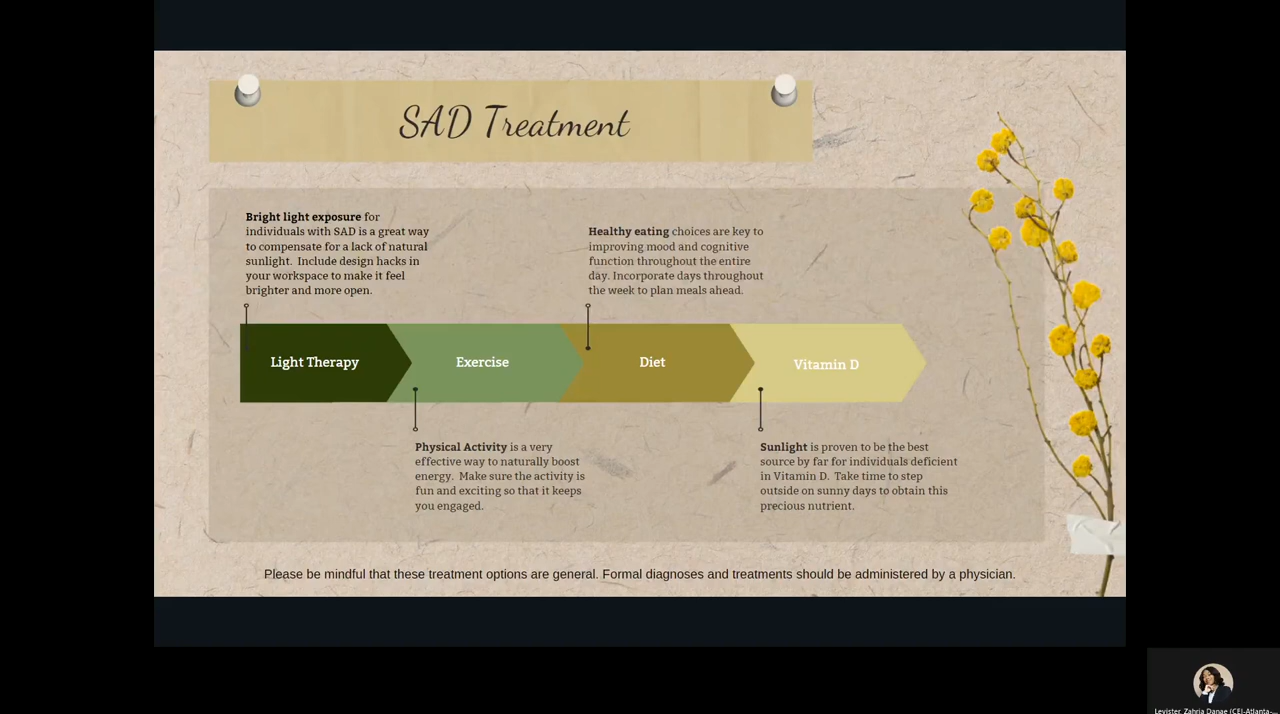 SAD Treatment
Bright light exposure for
individuals with SAD is a great way
to compensate for a lack of natural
sunlight.  Include design hacks in
your workspace to make it feel
brighter and more open.
Healthy eating choices are key to
improving mood and cognitive
function throughout the entire
day. Incorporate days throughout
the week to plan meals ahead.
Light Therapy
Exercise
Diet
Vitamin D
Physical Activity is a very
effective way to naturally boost
energy.  Make sure the activity is
fun and exciting so that it keeps
you engaged.
Sunlight is proven to be the best
source by far for individuals deficient
in Vitamin D.  Take time to step
outside on sunny days to obtain this
precious nutrient.
Please be mindful that these treatment options are general. Formal diagnoses and treatments should be administered by a physician.
Levister, Zahria Danae (CEI-Atlanta-...